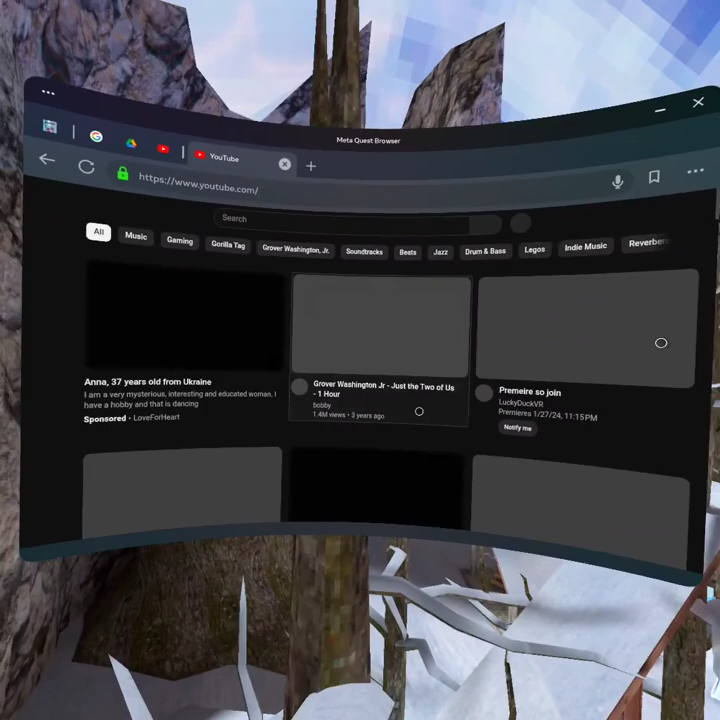 Meta Quest Browser
YouTube
https://www.youtube.com/
Search
All
Music
Gaming
Gorilla Tag
Grover Washington, Jr.
Soundtracks
Beats
Jazz
Drum & Bass
Legos
Indie Music
Anna, 37 years old from Ukraine
I am a very mysterious, interesting and educated woman. I
have a hobby and that is dancing
Sponsored • LoveForHeart
Grover Washington Jr - Just the Two of Us
- 1 Hour
bobby
1.4M views • 3 years ago
Premeire so join
LuckyDuckVR
Premieres 1/27/24, 11:15 PM
Notify me